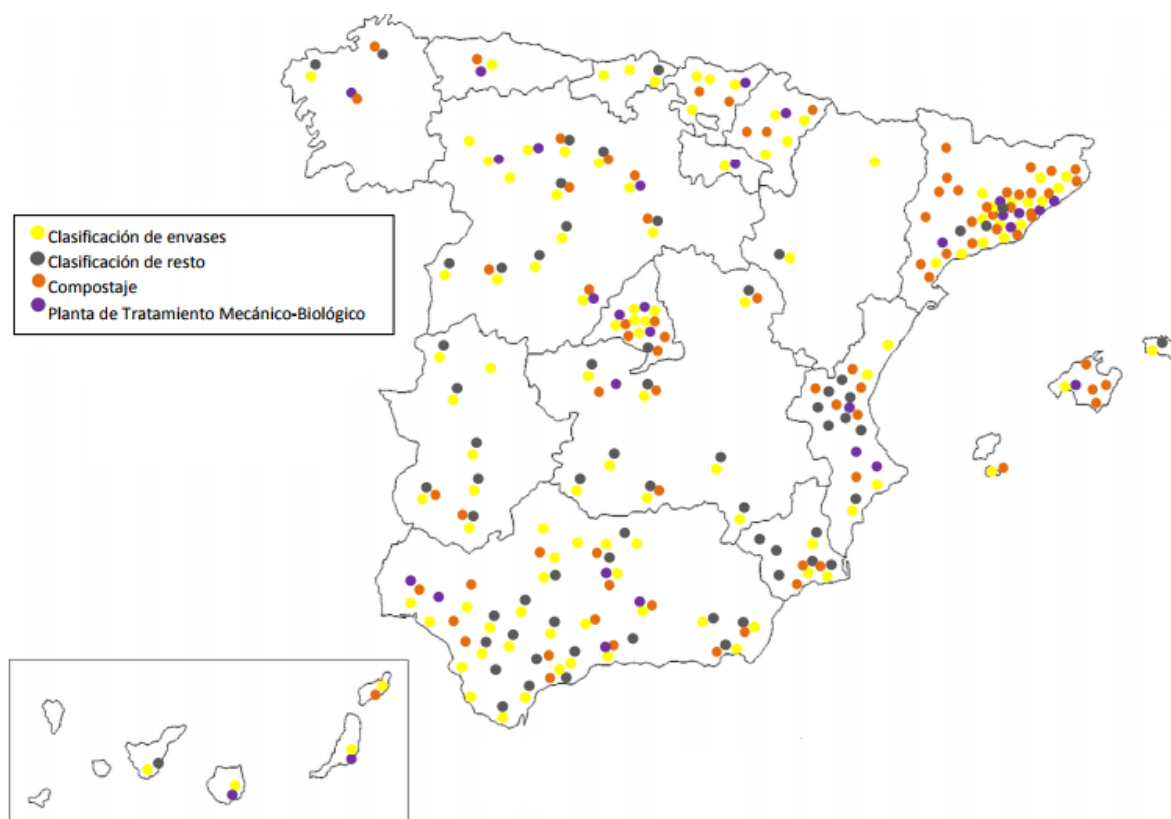 Clasificación de envases
Clasificación de resto
Compostaje
Planta de Tratamiento Mecánico-Biológico